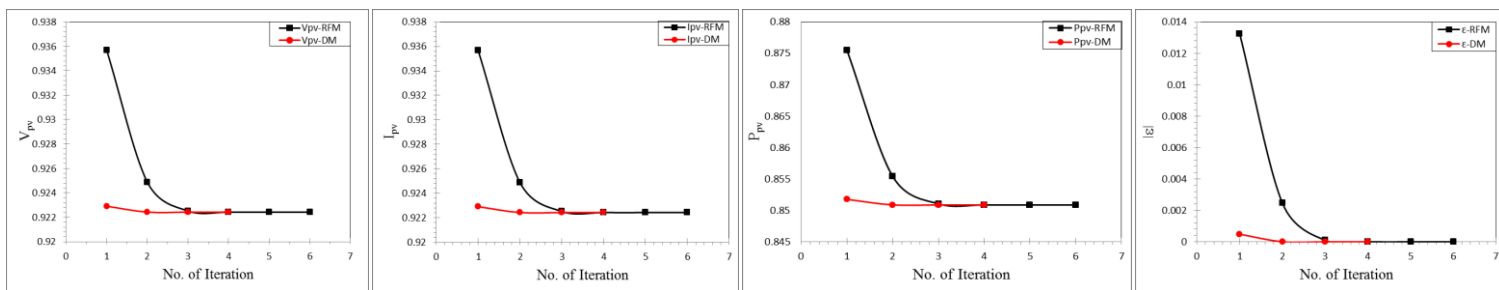 0.938
0.936
0.934
0.932
0.93
0.928
0.926
0.924
0.922
0.92
Vpv
0 1 2 3 4 5 6 7
No. of Iteration
Vpv-RFM
Vpv-DM
0.938
0.936
0.934
0.932
0.93
0.928
0.926
0.924
0.922
0.92
Ipv
0 1 2 3 4 5 6 7
No. of Iteration
Ipv-RFM
Ipv-DM
0.88
0.875
0.87
0.865
0.86
0.855
0.85
0.845
Ppv
0 1 2 3 4 5 6 7
No. of Iteration
Ppv-RFM
Ppv-DM
0.014
0.012
0.01
0.008
0.006
0.004
0.002
0
|ε|
0 1 2 3 4 5 6 7
No. of Iteration
ε-RFM
ε-DM